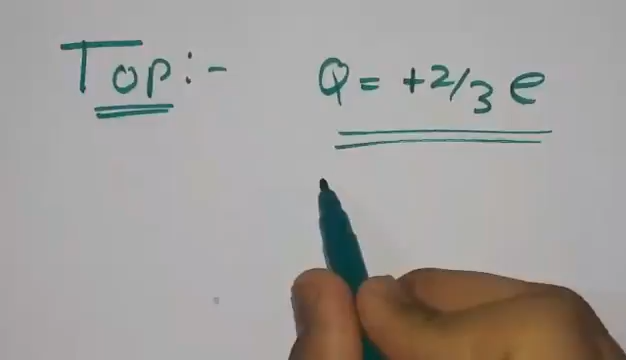 Top:- Q = +2/3 e